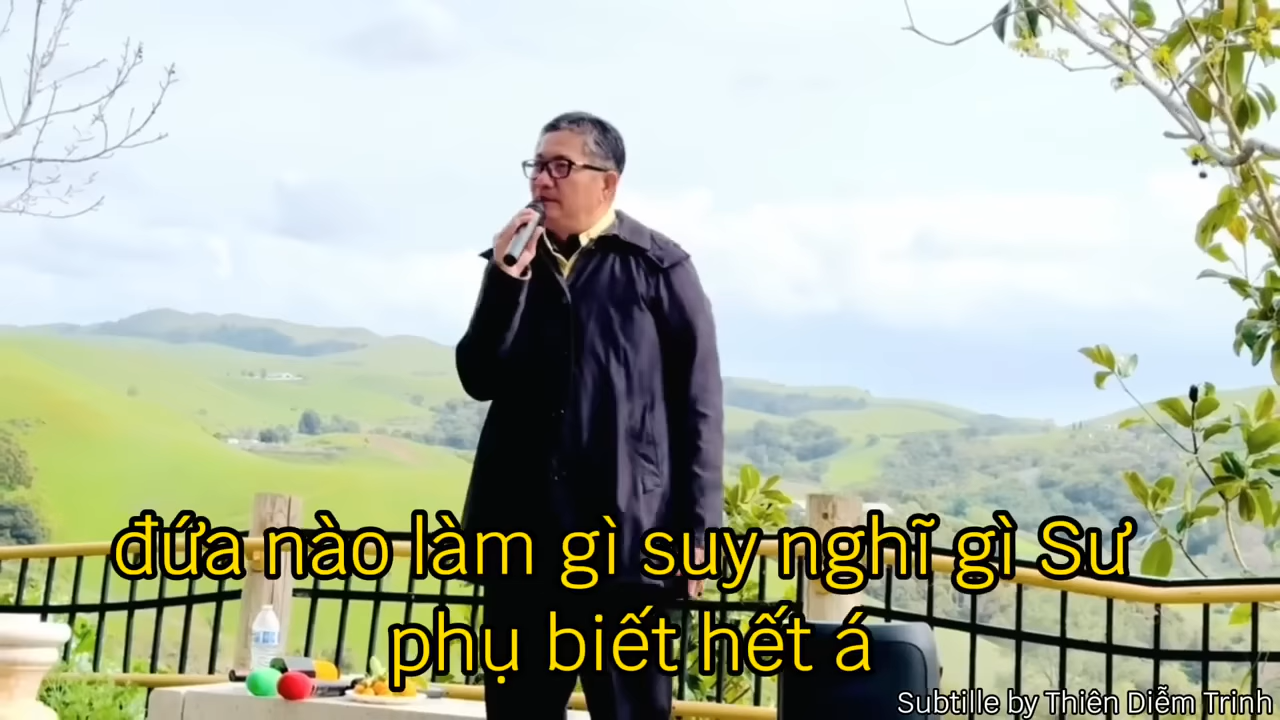 đứa nào làm gì suy nghĩ gì Sư
phụ biết hết á
Subtille by Thiên Diễm Trinh